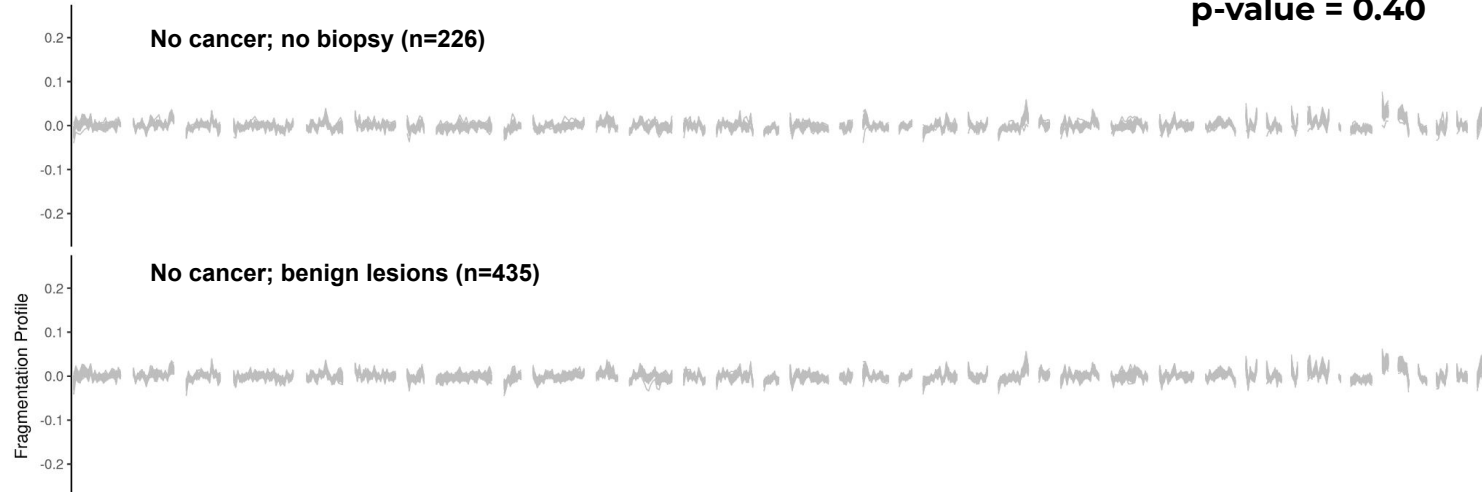 p-value = 0.40
No cancer; no biopsy (n=226)
0.2
0.1
0.0
-0.1
-0.2
No cancer; benign lesions (n=435)
Fragmentation Profile
0.2
0.1
0.0
-0.1
-0.2